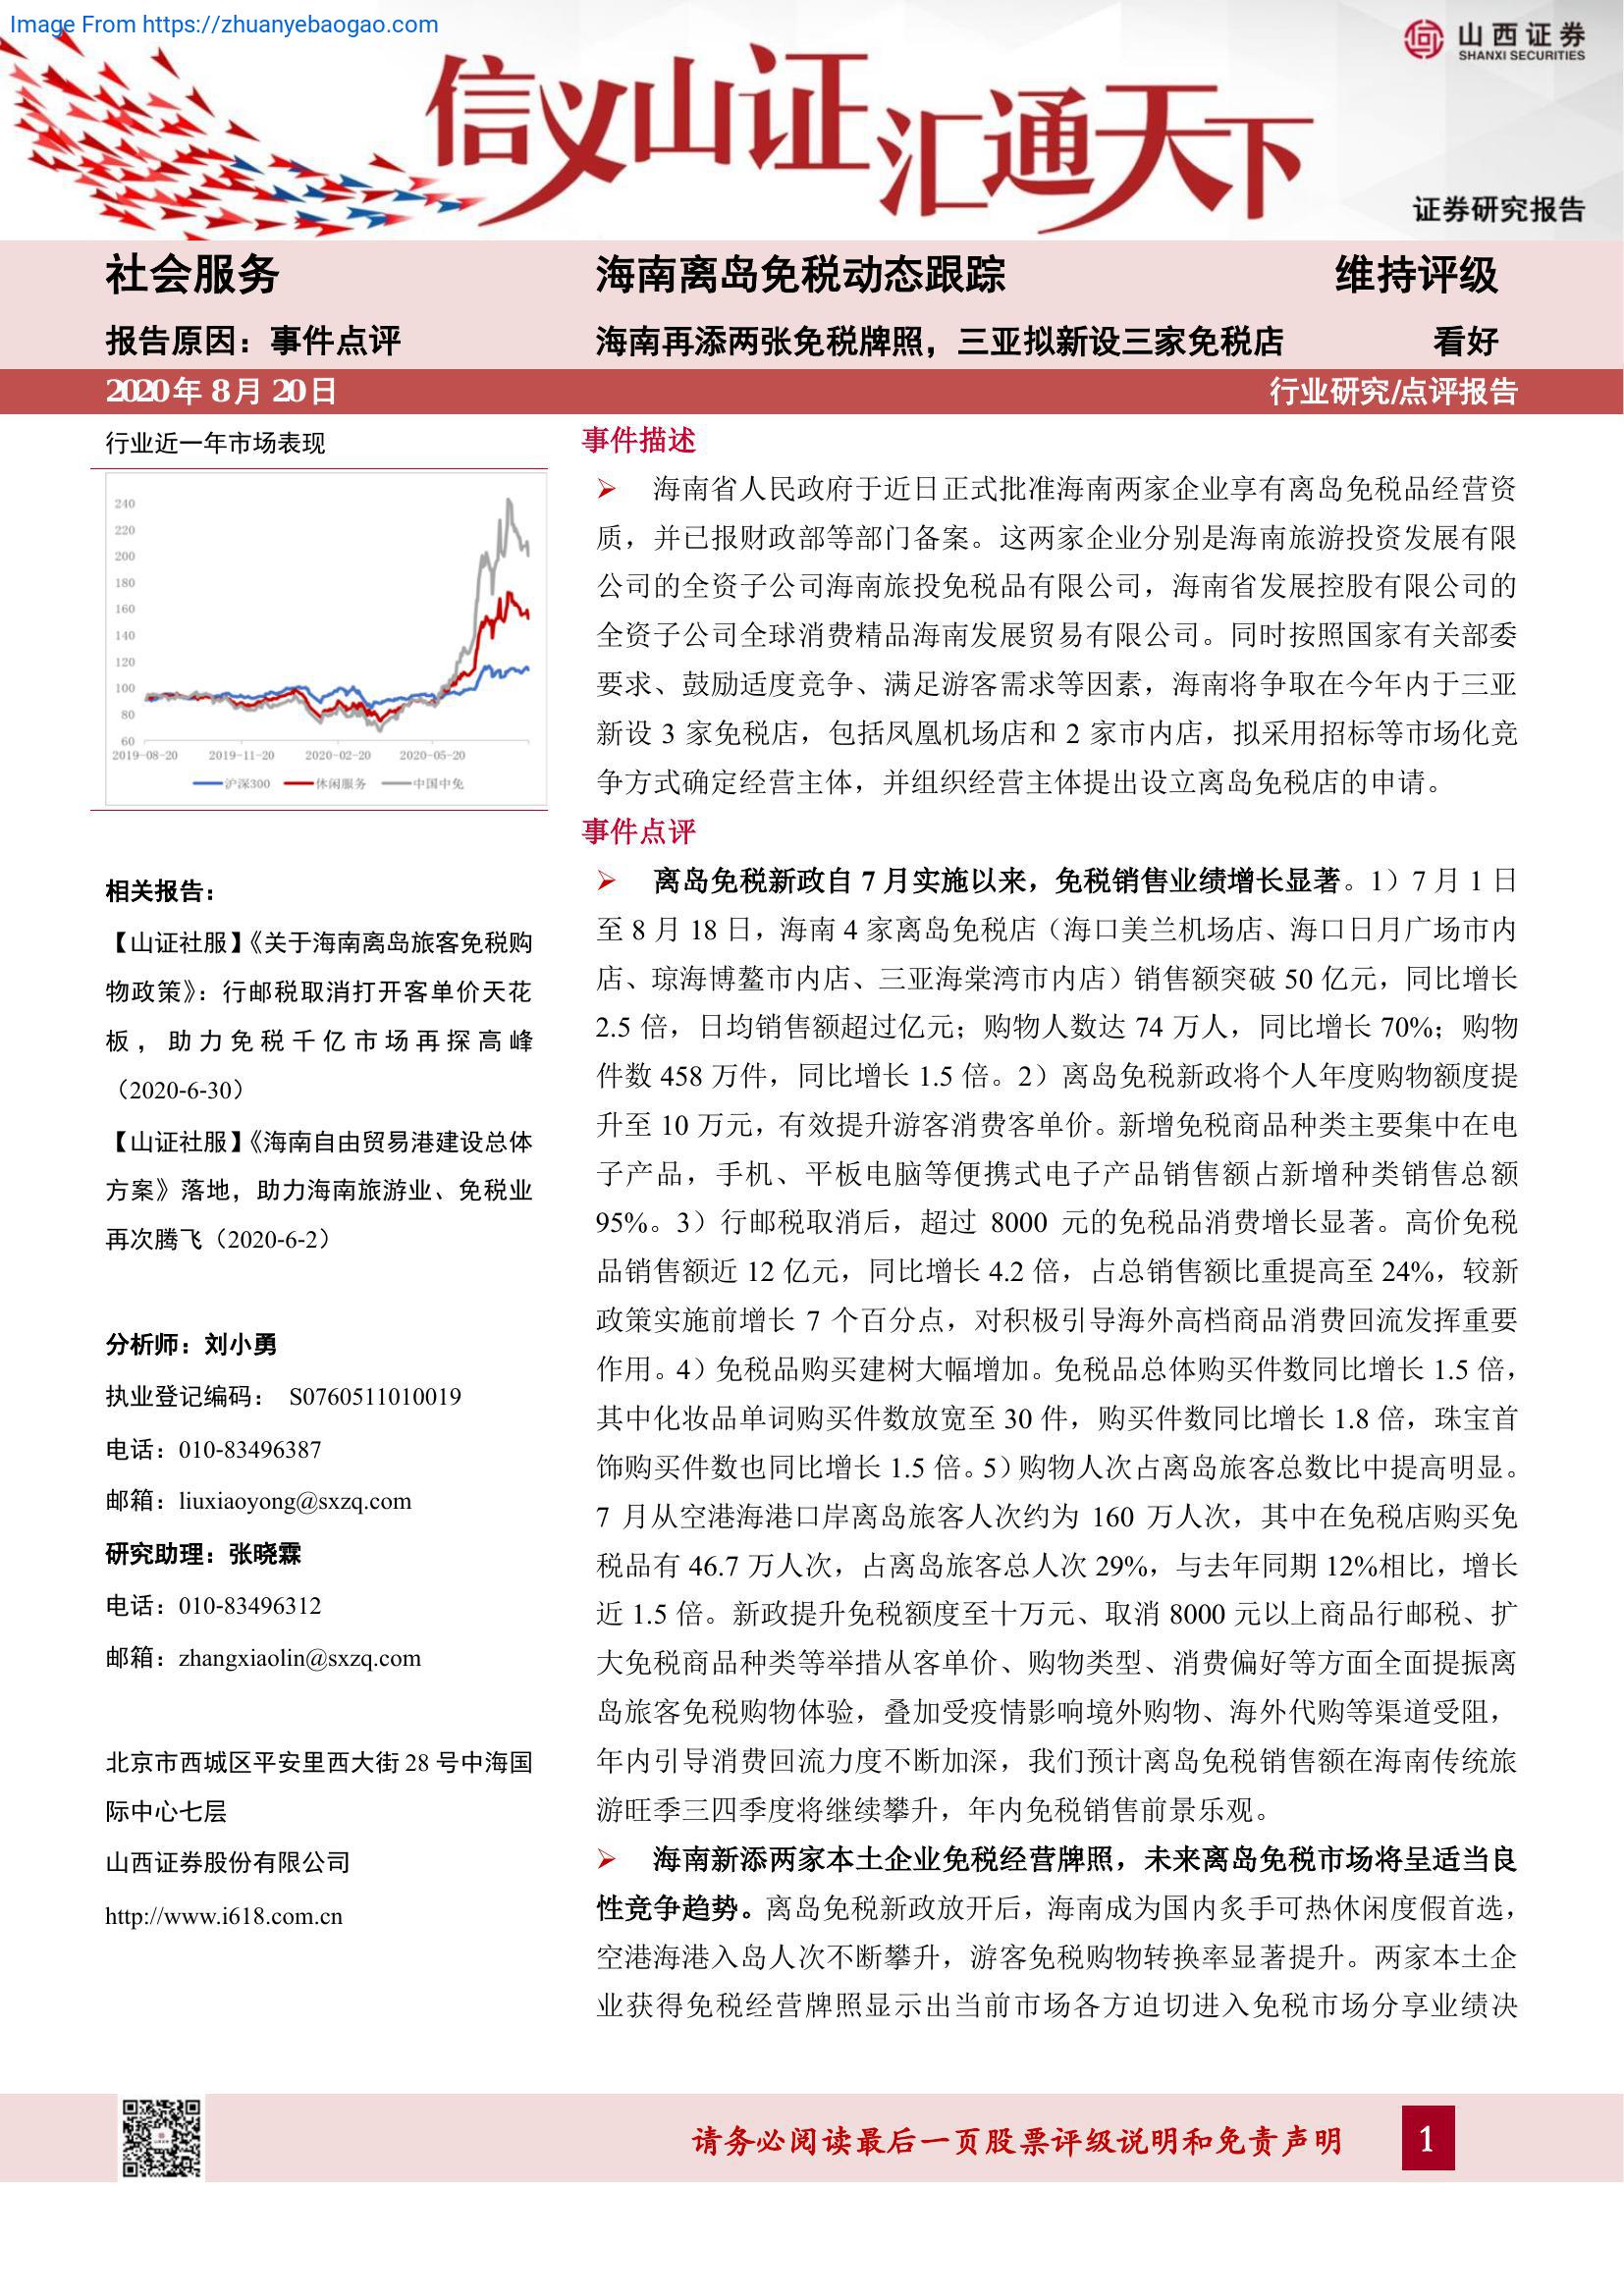 Image From https://zhuanyebaogao.com
山西证券
SHANXI SECURITIES
信义山证汇通天下
证券研究报告
社会服务
海南离岛免税动态跟踪
维持评级
报告原因：事件点评
海南再添两张免税牌照，三亚拟新设三家免税店
看好
2020年8月20日
行业研究/点评报告
行业近一年市场表现
240
220
200
180
160
140
120
100
80
60
2019-08-20
2019-11-20
2020-02-20
2020-05-20
沪深300
休闲服务
中国中免
相关报告：
【山证社服】《关于海南离岛旅客免税购
物政策》：行邮税取消打开客单价天花
板，助力免税千亿市场再探高峰
（2020-6-30）
【山证社服】《海南自由贸易港建设总体
方案》落地，助力海南旅游业、免税业
再次腾飞（2020-6-2）
分析师：刘小勇
执业登记编码： S0760511010019
电话：010-83496387
邮箱：liuxiaoyong@sxzq.com
研究助理：张晓霖
电话：010-83496312
邮箱：zhangxiaolin@sxzq.com
北京市西城区平安里西大街28号中海国
际中心七层
山西证券股份有限公司
http://www.i618.com.cn
事件描述
➢ 海南省人民政府于近日正式批准海南两家企业享有离岛免税品经营资
质，并已报财政部等部门备案。这两家企业分别是海南旅游投资发展有限
公司的全资子公司海南旅投免税品有限公司，海南省发展控股有限公司的
全资子公司全球消费精品海南发展贸易有限公司。同时按照国家有关部委
要求、鼓励适度竞争、满足游客需求等因素，海南将争取在今年内于三亚
新设 3 家免税店，包括凤凰机场店和 2 家市内店，拟采用招标等市场化竞
争方式确定经营主体，并组织经营主体提出设立离岛免税店的申请。
事件点评
➢ 离岛免税新政自 7 月实施以来，免税销售业绩增长显著。1）7 月 1 日
至 8 月 18 日，海南 4 家离岛免税店（海口美兰机场店、海口日月广场市内
店、琼海博鳌市内店、三亚海棠湾市内店）销售额突破 50 亿元，同比增长
2.5 倍，日均销售额超过亿元；购物人数达 74 万人，同比增长 70%；购物
件数 458 万件，同比增长 1.5 倍。2）离岛免税新政将个人年度购物额度提
升至 10 万元，有效提升游客消费客单价。新增免税商品种类主要集中在电
子产品，手机、平板电脑等便携式电子产品销售额占新增种类销售总额
95%。3）行邮税取消后，超过 8000 元的免税品消费增长显著。高价免税
品销售额近 12 亿元，同比增长 4.2 倍，占总销售额比重提高至 24%，较新
政策实施前增长 7 个百分点，对积极引导海外高档商品消费回流发挥重要
作用。4）免税品购买建树大幅增加。免税品总体购买件数同比增长 1.5 倍，
其中化妆品单词购买件数放宽至 30 件，购买件数同比增长 1.8 倍，珠宝首
饰购买件数也同比增长 1.5 倍。5）购物人次占离岛旅客总数比中提高明显。
7 月从空港海港口岸离岛旅客人次约为 160 万人次，其中在免税店购买免
税品有 46.7 万人次，占离岛旅客总人次 29%，与去年同期 12%相比，增长
近 1.5 倍。新政提升免税额度至十万元、取消 8000 元以上商品行邮税、扩
大免税商品种类等举措从客单价、购物类型、消费偏好等方面全面提振离
岛旅客免税购物体验，叠加受疫情影响境外购物、海外代购等渠道受阻，
年内引导消费回流力度不断加深，我们预计离岛免税销售额在海南传统旅
游旺季三四季度将继续攀升，年内免税销售前景乐观。
➢ 海南新添两家本土企业免税经营牌照，未来离岛免税市场将呈适当良
性竞争趋势。离岛免税新政放开后，海南成为国内炙手可热休闲度假首选，
空港海港入岛人次不断攀升，游客免税购物转换率显著提升。两家本土企
业获得免税经营牌照显示出当前市场各方迫切进入免税市场分享业绩决
请务必阅读最后一页股票评级说明和免责声明
1